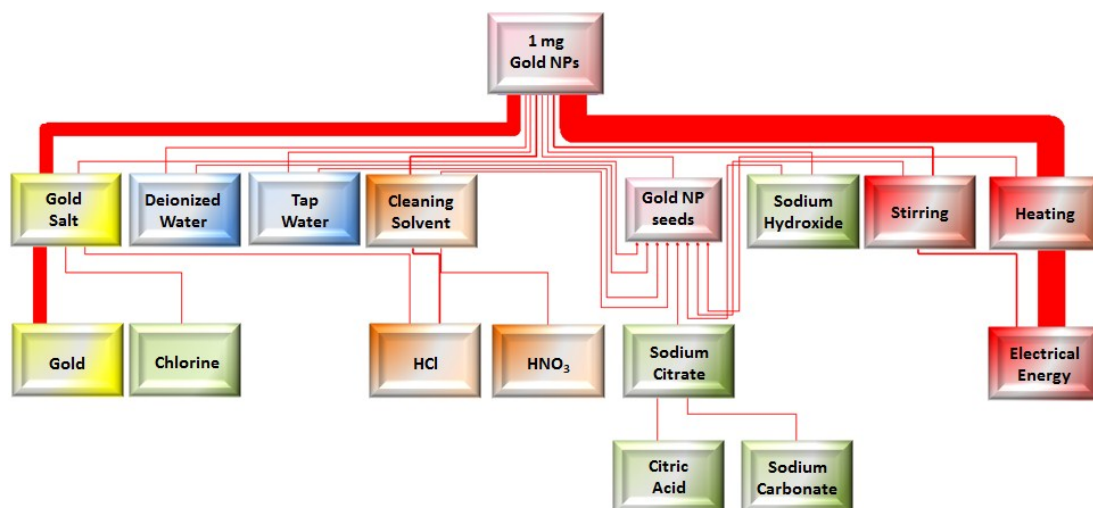 1 mg
Gold NPs
Gold
Salt
Deionized
Water
Tap
Water
Cleaning
Solvent
Gold NP
seeds
Sodium
Hydroxide
Stirring
Heating
Gold
Chlorine
HCl
HNO₃
Sodium
Citrate
Electrical
Energy
Citric
Acid
Sodium
Carbonate